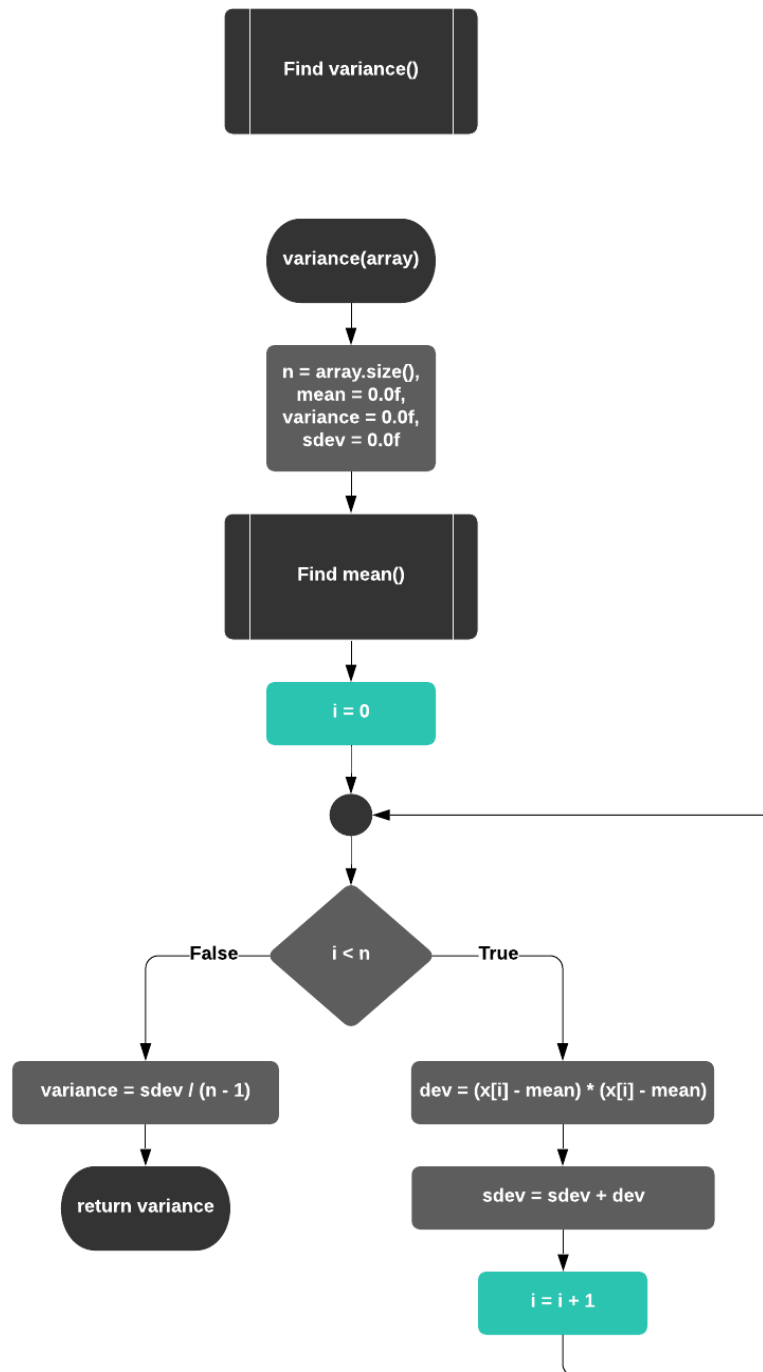 Find variance()
variance(array)
n = array.size(),
mean = 0.0f,
variance = 0.0f,
sdev = 0.0f
Find mean()
i = 0
i < n
False
True
variance = sdev / (n - 1)
dev = (x[i] - mean) * (x[i] - mean)
return variance
sdev = sdev + dev
i = i + 1